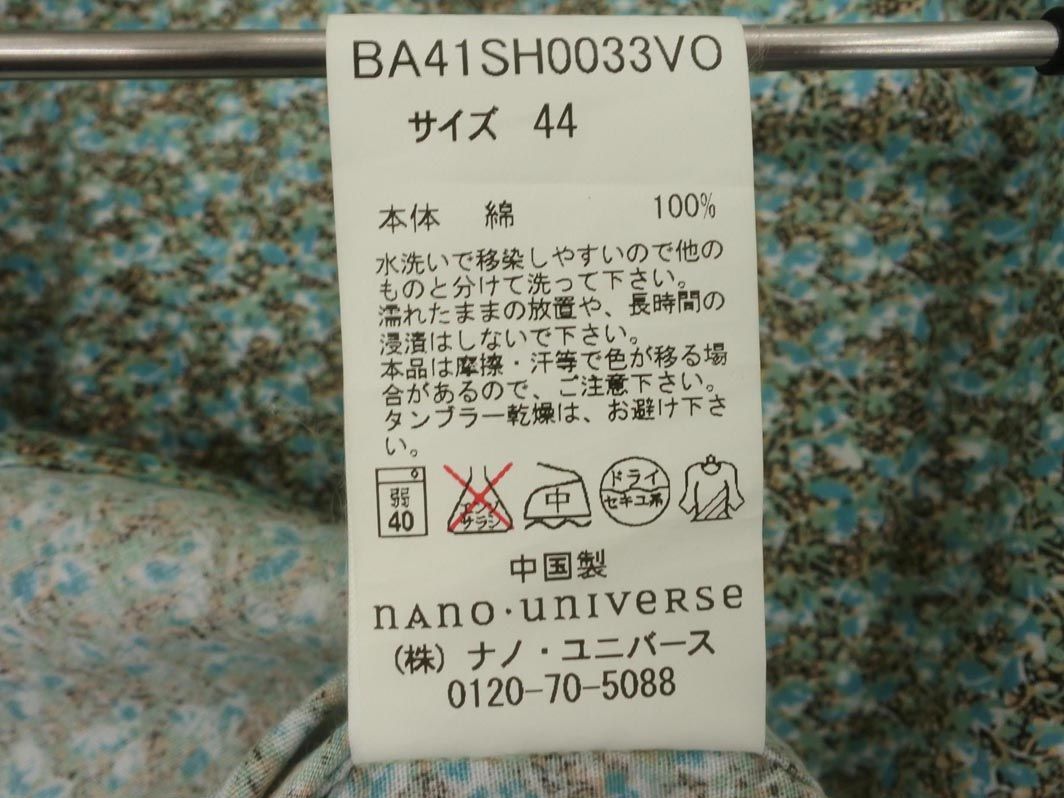 BA41SH0033VO
サイズ 44
本体 綿 100%
水洗いで移染しやすいので他の
ものと分けて洗って下さい。
濡れたままの放置や、長時間の
浸漬はしないで下さい。
本品は摩擦・汗等で色が移る場
合があるので、ご注意下さい。
タンブラー乾燥は、お避け下さ
い。
弱 40
エンソ サラシ
中
ドライ セキユ系
中国製
nano・universe
(株) ナノ・ユニバース
0120-70-5088